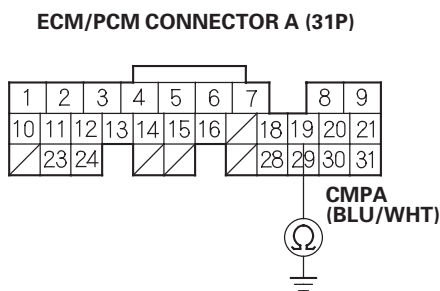 ECM/PCM CONNECTOR A (31P)
1 2 3 4 5 6 7 8 9
10 11 12 13 14 15 16 18 19 20 21
23 24 28 29 30 31
CMPA
(BLU/WHT)
Ω